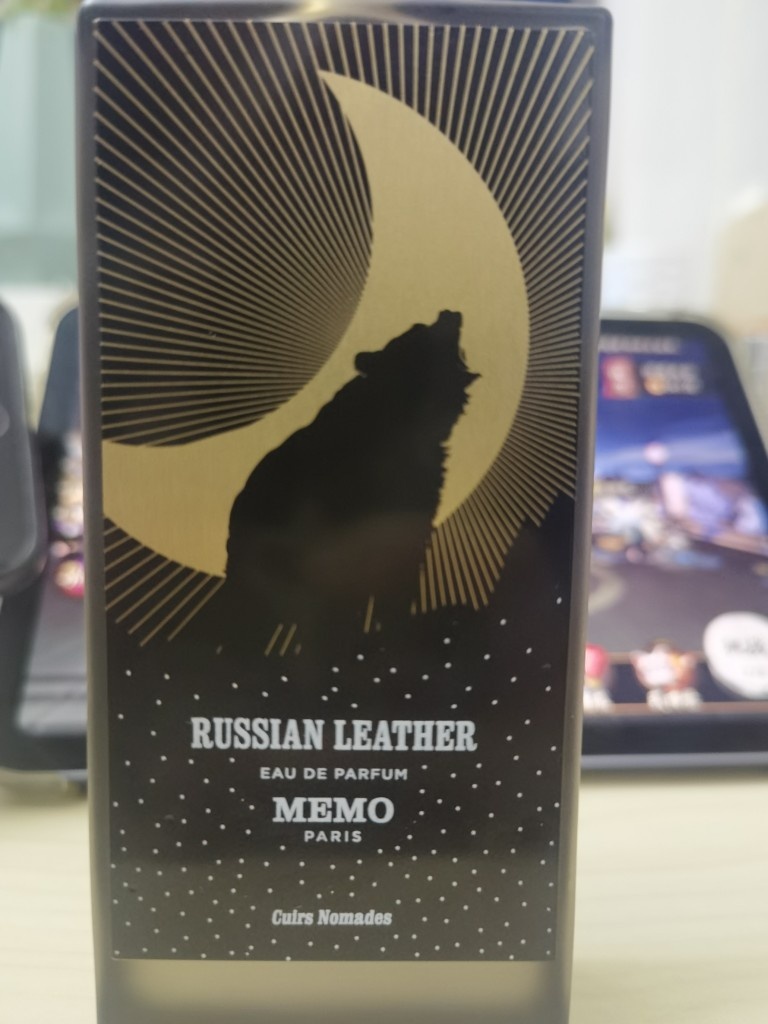 RUSSIAN LEATHER
EAU DE PARFUM
MEMO
PARIS
Cuirs Nomades